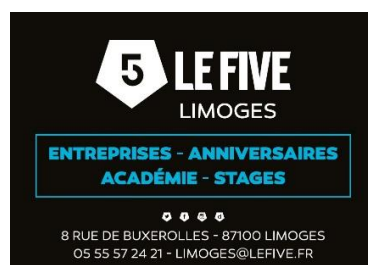 5 LE FIVE
LIMOGES
ENTREPRISES - ANNIVERSAIRES
ACADÉMIE - STAGES
8 RUE DE BUXEROLLES - 87100 LIMOGES
05 55 57 24 21 - LIMOGES@LEFIVE.FR